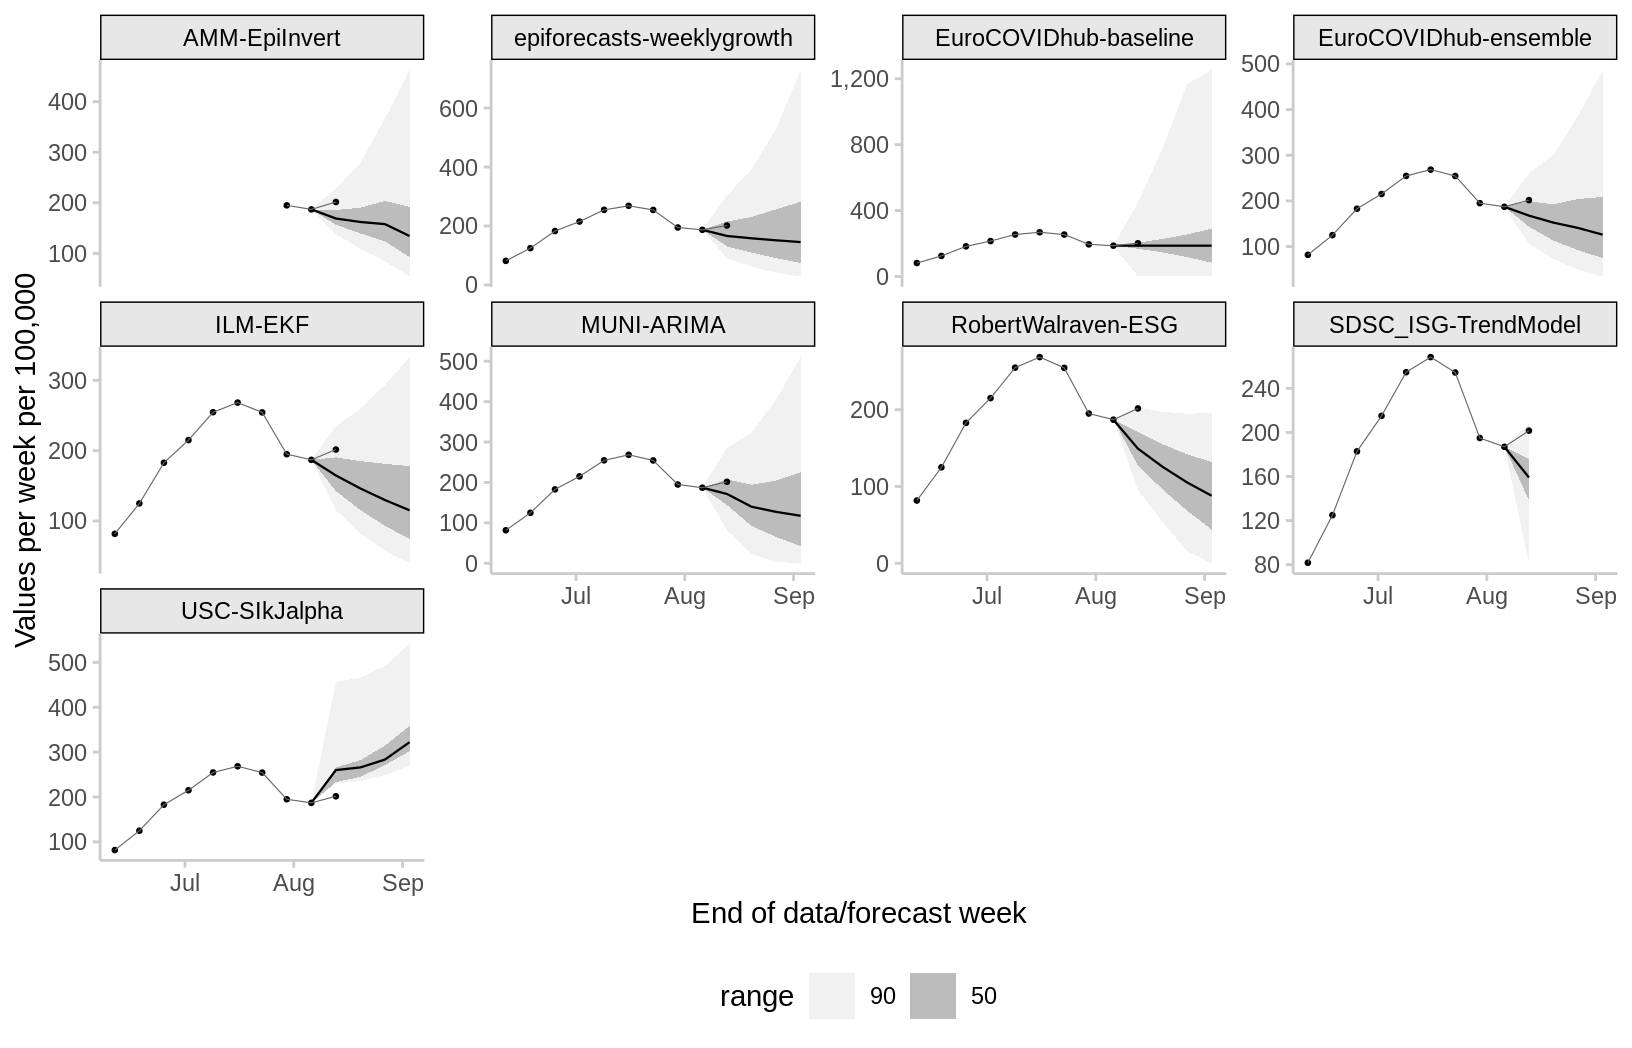 AMM-EpiInvert
epiforecasts-weeklygrowth
EuroCOVIDhub-baseline
EuroCOVIDhub-ensemble
400
300
200
100
600
400
200
0
1,200
800
400
0
500
400
300
200
100
Values per week per 100,000
ILM-EKF
MUNI-ARIMA
RobertWalraven-ESG
SDSC_ISG-TrendModel
300
200
100
500
400
300
200
100
0
200
100
0
240
200
160
120
80
Jul Aug Sep
Jul Aug Sep
Jul Aug Sep
USC-SIkJalpha
500
400
300
200
100
Jul Aug Sep
End of data/forecast week
range 90 50